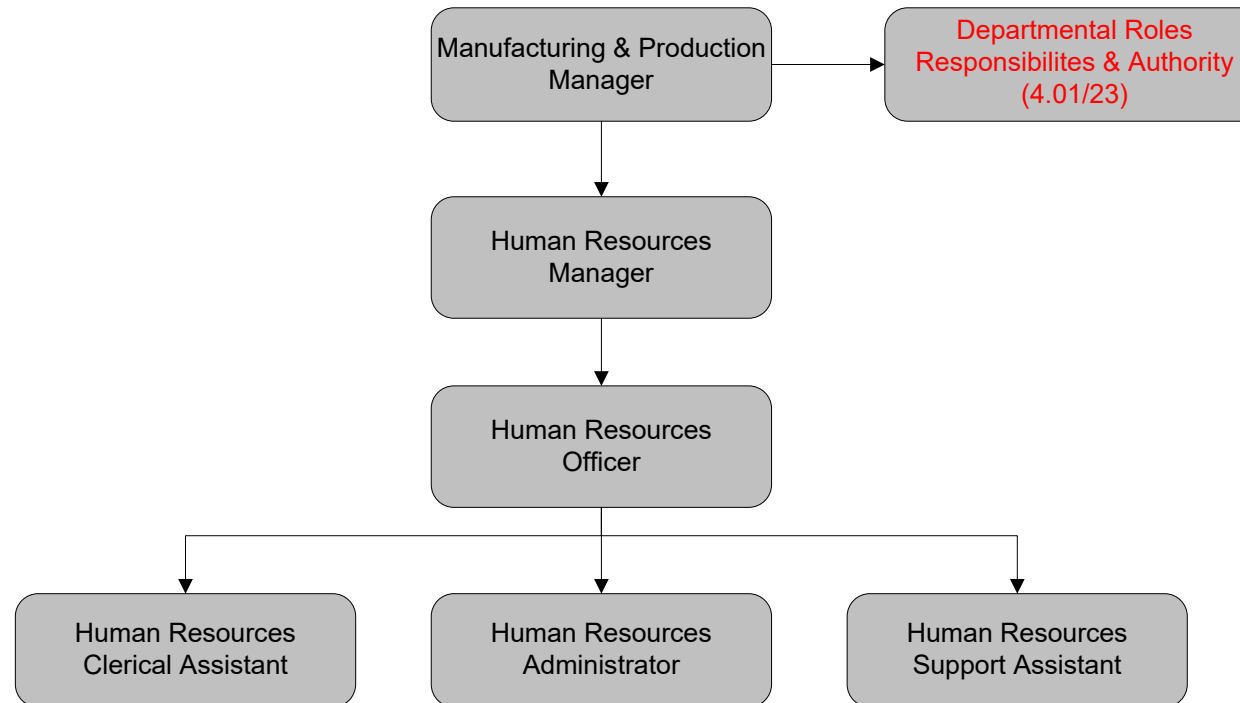 Manufacturing & Production
Manager
Departmental Roles
Responsibilites & Authority
(4.01/23)
Human Resources
Manager
Human Resources
Officer
Human Resources
Clerical Assistant
Human Resources
Administrator
Human Resources
Support Assistant